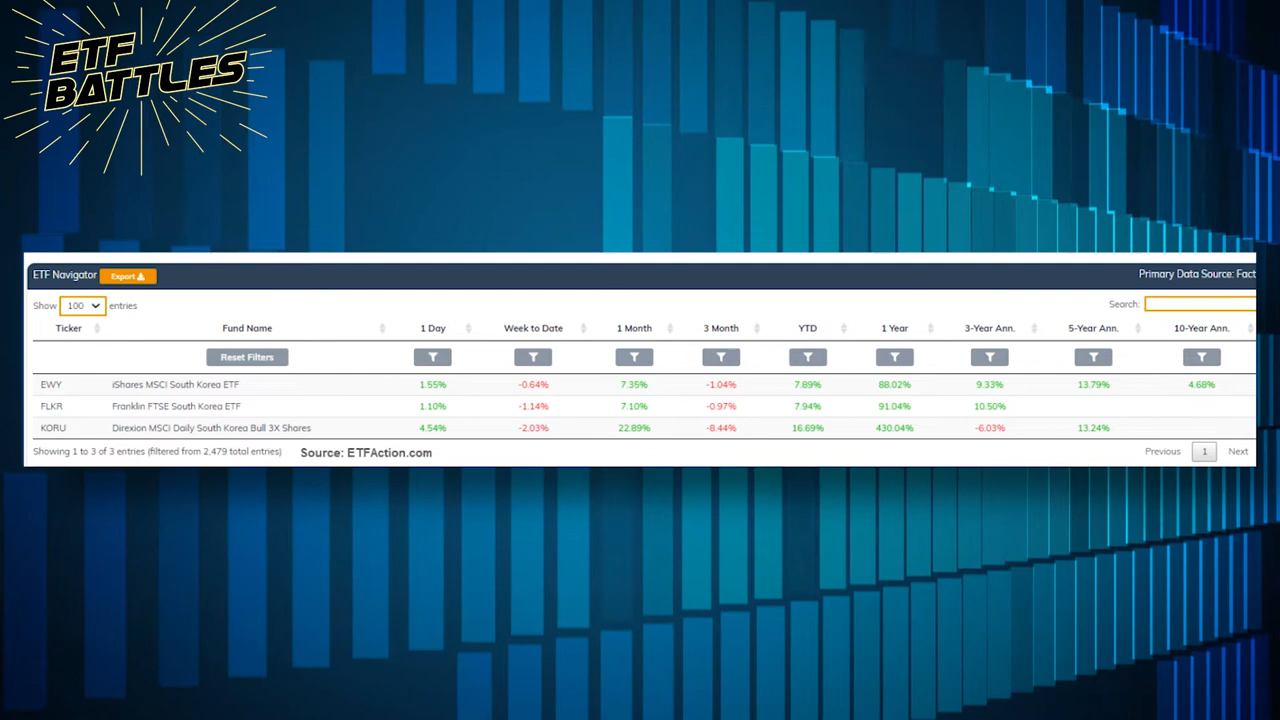 ETF
BATTLES
ETF Navigator Export Primary Data Source: Fact
Show 100 entries Search:
Ticker Fund Name 1 Day Week to Date 1 Month 3 Month YTD 1 Year 3-Year Ann. 5-Year Ann. 10-Year Ann.
Reset Filters
EWY iShares MSCI South Korea ETF 1.55% -0.64% 7.35% -1.04% 7.89% 88.02% 9.33% 13.79% 4.68%
FLKR Franklin FTSE South Korea ETF 1.10% -1.14% 7.10% -0.97% 7.94% 91.04% 10.50%
KORU Direxion MSCI Daily South Korea Bull 3X Shares 4.54% -2.03% 22.89% -8.44% 16.69% 430.04% -6.03% 13.24%
Showing 1 to 3 of 3 entries (filtered from 2,479 total entries) Source: ETFAction.com Previous 1 Next